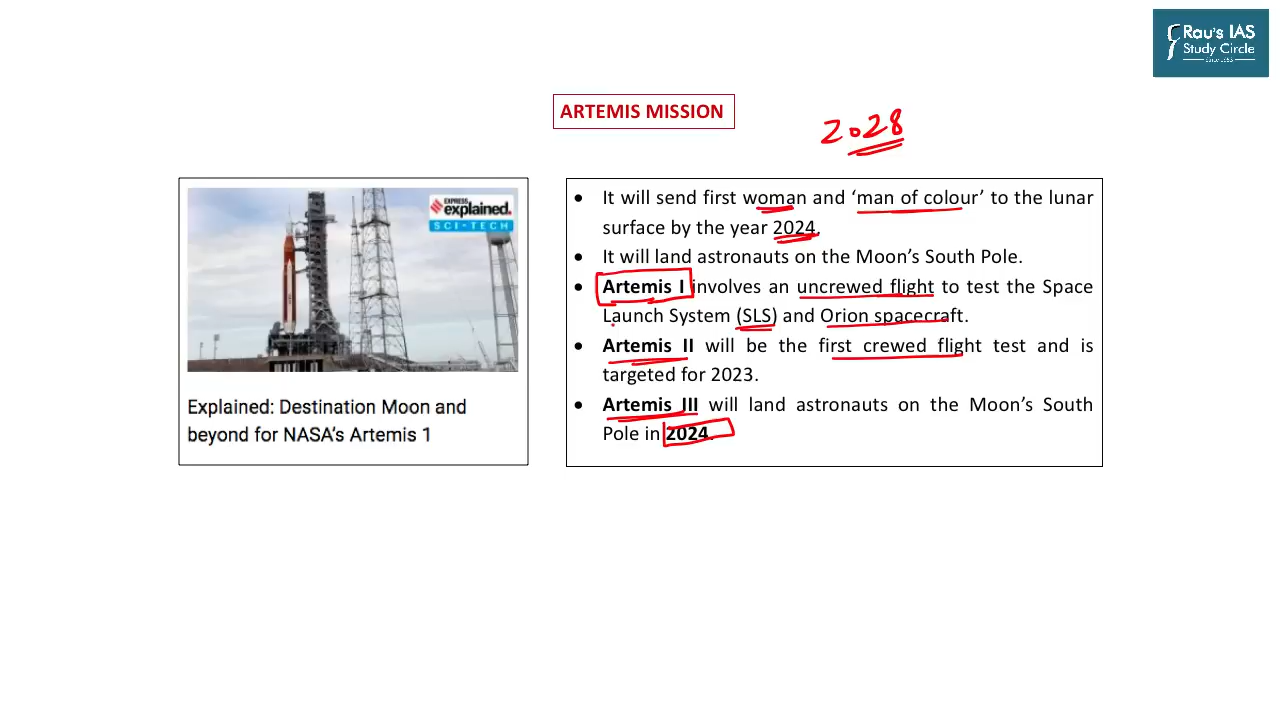 Rau's IAS
Study Circle
SINCE 1953
ARTEMIS MISSION
2028
EXPRESS
explained.
SCI-TECH
Explained: Destination Moon and
beyond for NASA's Artemis 1
• It will send first woman and ‘man of colour’ to the lunar
surface by the year 2024.
• It will land astronauts on the Moon’s South Pole.
• Artemis I involves an uncrewed flight to test the Space
Launch System (SLS) and Orion spacecraft.
• Artemis II will be the first crewed flight test and is
targeted for 2023.
• Artemis III will land astronauts on the Moon’s South
Pole in 2024.